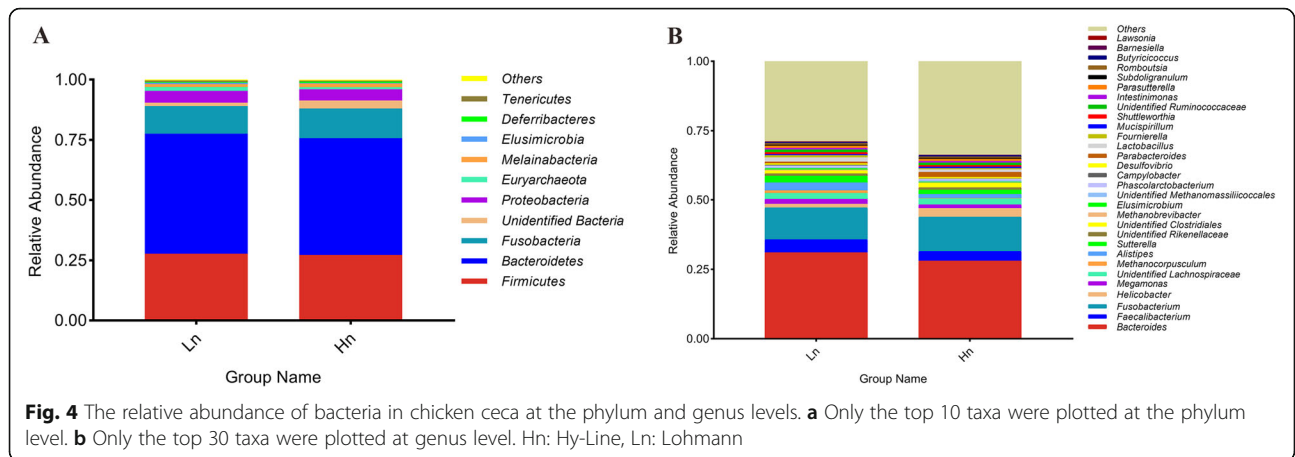 A
Relative Abundance
1.00
0.75
0.50
0.25
0.00
Ln
Hn
Group Name
Others
Tenericutes
Deferribacteres
Elusimicrobia
Melainabacteria
Euryarchaeota
Proteobacteria
Unidentified Bacteria
Fusobacteria
Bacteroidetes
Firmicutes
B
Relative Abundance
1.00
0.75
0.50
0.25
0.00
Ln
Hn
Group Name
Others
Lawsonia
Barnesiella
Butyricicoccus
Romboutsia
Subdoligranulum
Parasutterella
Intestinimonas
Unidentified Ruminococcaceae
Shuttleworthia
Mucispirillum
Fournierella
Lactobacillus
Parabacteroides
Desulfovibrio
Campylobacter
Phascolarctobacterium
Unidentified Methanomassiliicoccales
Elusimicrobium
Methanobrevibacter
Unidentified Clostridiales
Unidentified Rikenellaceae
Sutterella
Alistipes
Methanocorpusculum
Unidentified Lachnospiraceae
Megamonas
Helicobacter
Fusobacterium
Faecalibacterium
Bacteroides
Fig. 4 The relative abundance of bacteria in chicken ceca at the phylum and genus levels. a Only the top 10 taxa were plotted at the phylum
level. b Only the top 30 taxa were plotted at genus level. Hn: Hy-Line, Ln: Lohmann